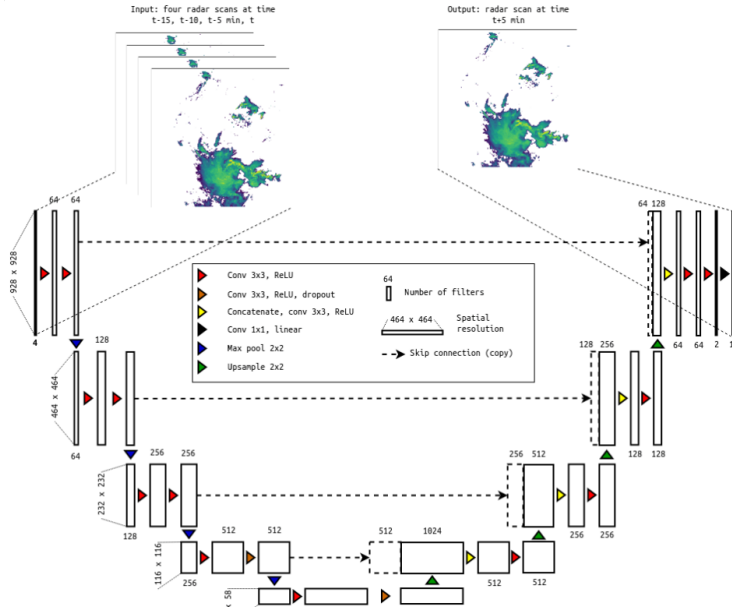 Input: four radar scans at time
t-15, t-10, t-5 min, t
Output: radar scan at time
t+5 min
64
64
64 128
928 x 928
4
64
64
2
1
Conv 3x3, ReLU
Conv 3x3, ReLU, dropout
Concatenate, conv 3x3, ReLU
Conv 1x1, linear
Max pool 2x2
Upsample 2x2
64
Number of filters
464 x 464
Spatial
resolution
Skip connection (copy)
128
128
256
464 x 464
64
128
128
256
256
256
512
232 x 232
128
256
256
512
512
512
1024
116 x 116
256
512
512
x 58